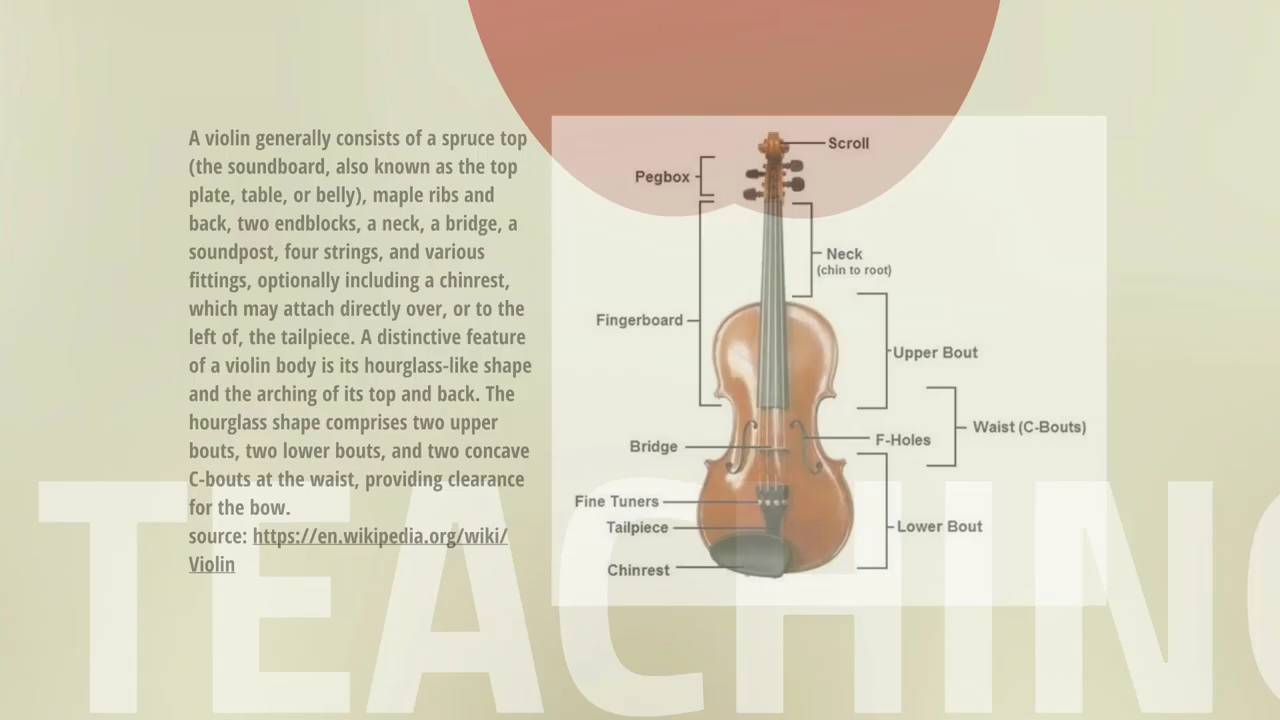 A violin generally consists of a spruce top
(the soundboard, also known as the top
plate, table, or belly), maple ribs and
back, two endblocks, a neck, a bridge, a
soundpost, four strings, and various
fittings, optionally including a chinrest,
which may attach directly over, or to the
left of, the tailpiece. A distinctive feature
of a violin body is its hourglass-like shape
and the arching of its top and back. The
hourglass shape comprises two upper
bouts, two lower bouts, and two concave
C-bouts at the waist, providing clearance
for the bow.
source: https://en.wikipedia.org/wiki/
Violin
Scroll
Pegbox
Neck
(chin to root)
Fingerboard
Upper Bout
Waist (C-Bouts)
F-Holes
Bridge
Fine Tuners
Tailpiece
Lower Bout
Chinrest
TEACHING